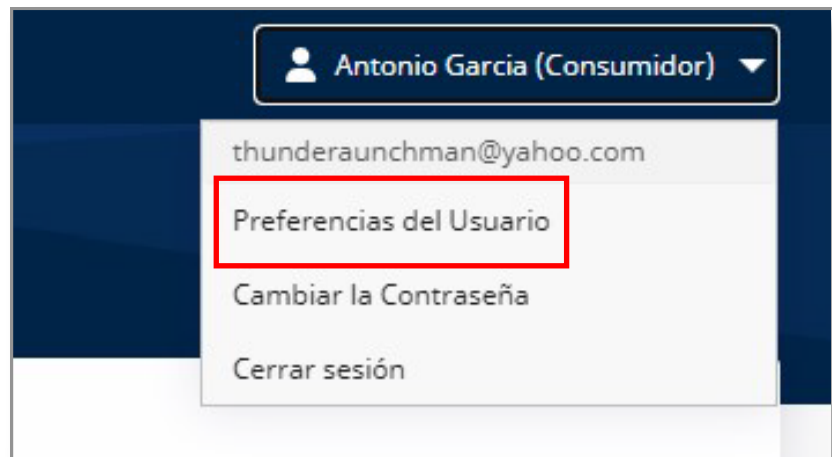 Antonio Garcia (Consumidor)
thunderaunchman@yahoo.com
Preferencias del Usuario
Cambiar la Contraseña
Cerrar sesión